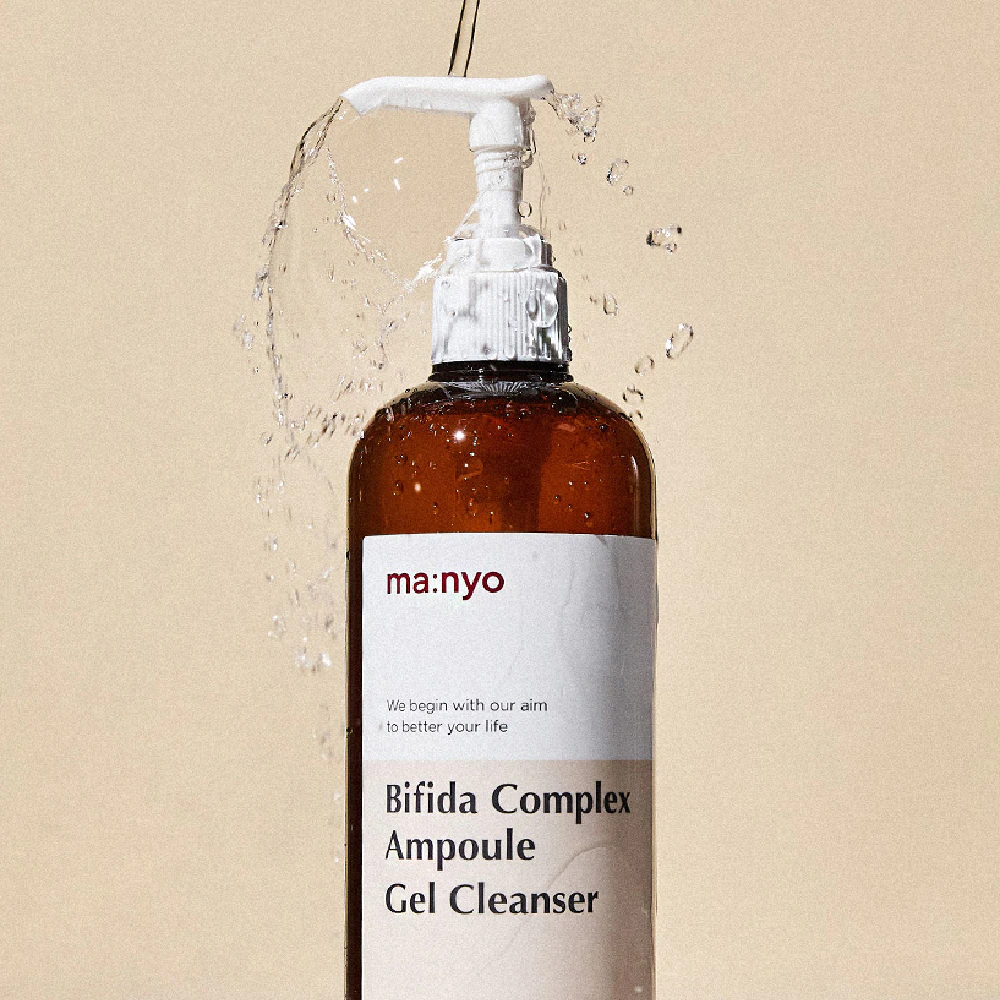 ma:nyo
We begin with our aim
to better your life
Bifida Complex
Ampoule
Gel Cleanser